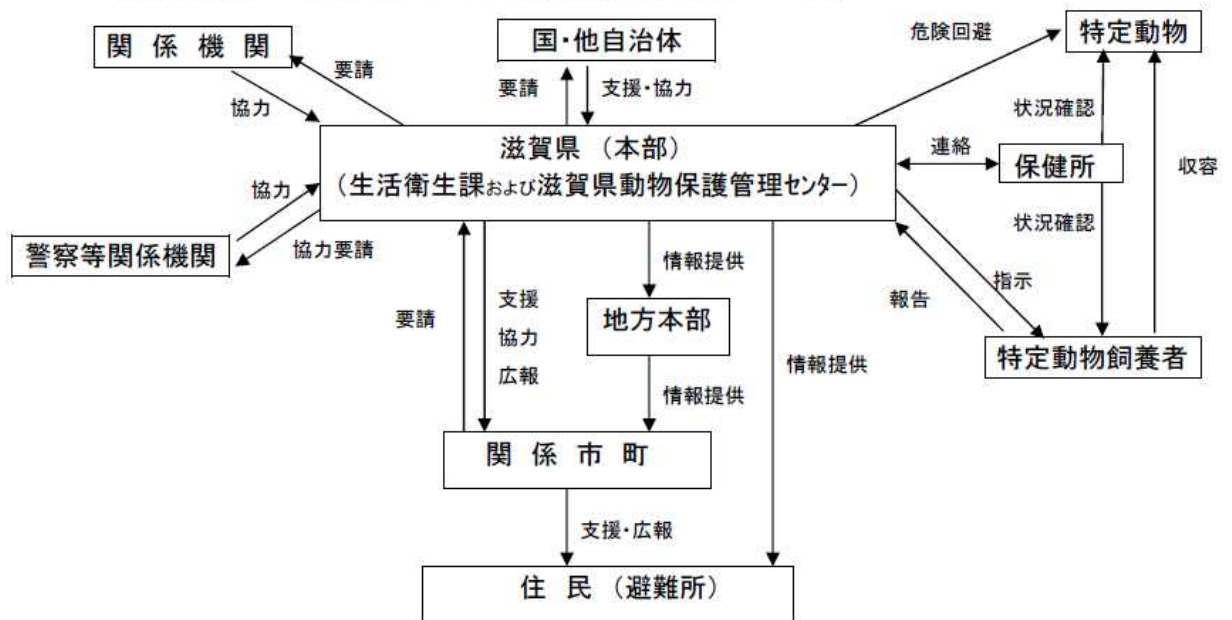 関係機関
国・他自治体
特定動物
危険回避
要請
協力
要請
支援・協力
状況確認
滋賀県 (本部)
(生活衛生課および滋賀県動物保護管理センター)
連絡
保健所
収容
協力
状況確認
警察等関係機関
協力要請
情報提供
指示
支援
協力
広報
要請
地方本部
報告
特定動物飼養者
情報提供
情報提供
関係市町
支援・広報
住民 (避難所)